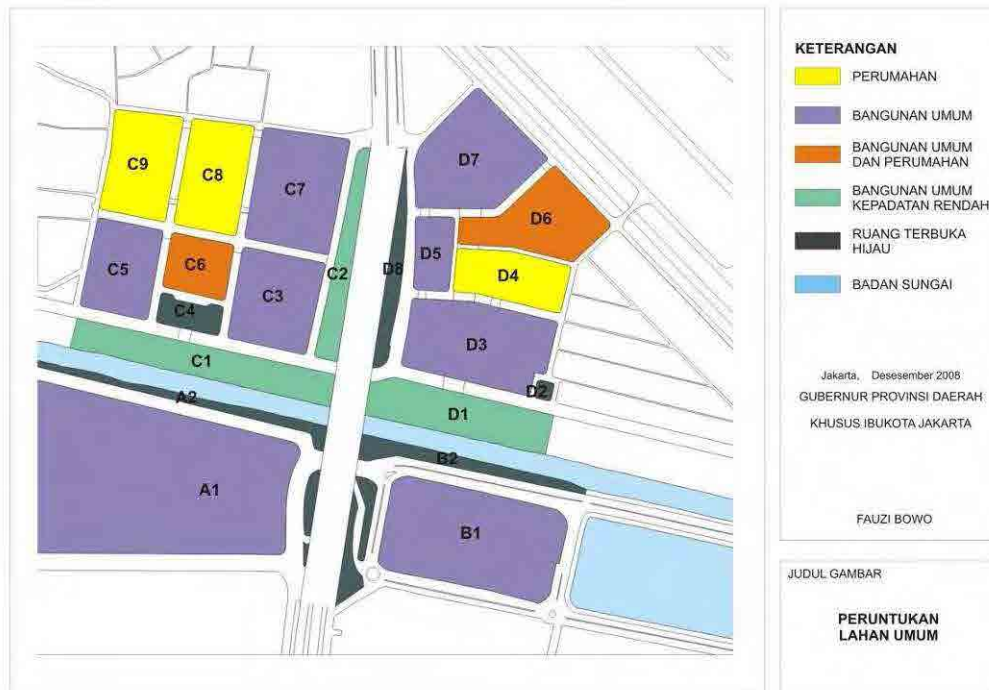 D7
C9
C8
C7
D6
D5
C6
C5
C3
C2
D8
D4
C4
D3
C1
D2
A2
D1
B2
A1
B1
KETERANGAN
PERUMAHAN
BANGUNAN UMUM
BANGUNAN UMUM
DAN PERUMAHAN
BANGUNAN UMUM
KEPADATAN RENDAH
RUANG TERBUKA
HIJAU
BADAN SUNGAI
Jakarta, Desesember 2008
GUBERNUR PROVINSI DAERAH
KHUSUS IBUKOTA JAKARTA
FAUZI BOWO
JUDUL GAMBAR
PERUNTUKAN
LAHAN UMUM